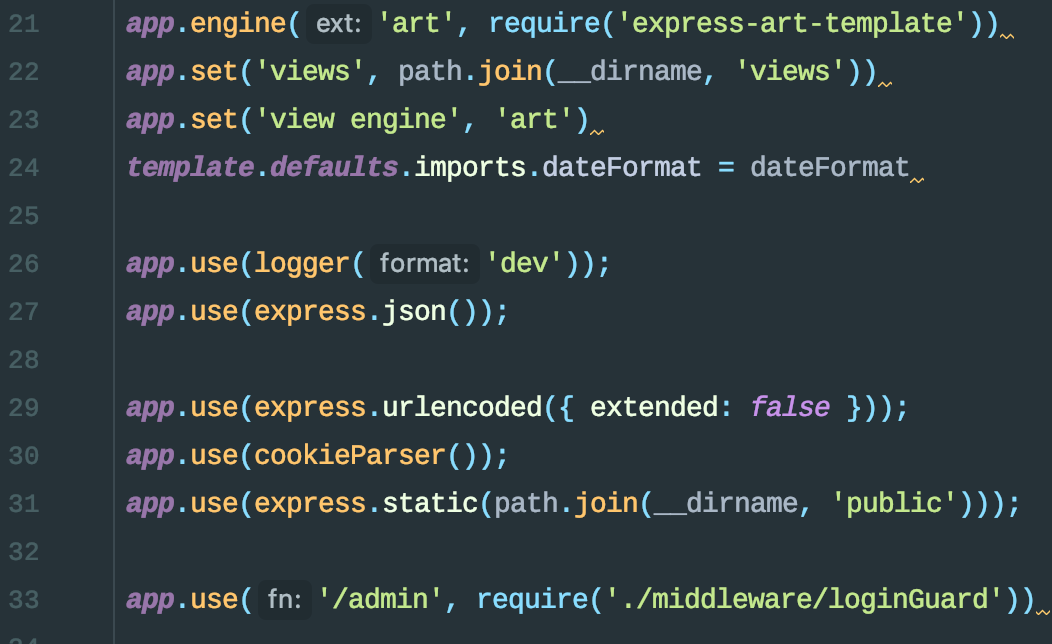 21 app.engine( ext: 'art', require('express-art-template'))
22 app.set('views', path.join(__dirname, 'views'))
23 app.set('view engine', 'art')
24 template.defaults.imports.dateFormat = dateFormat
25
26 app.use(logger( format: 'dev'));
27 app.use(express.json());
28
29 app.use(express.urlencoded({ extended: false }));
30 app.use(cookieParser());
31 app.use(express.static(path.join(__dirname, 'public')));
32
33 app.use( fn: '/admin', require('./middleware/loginGuard'))